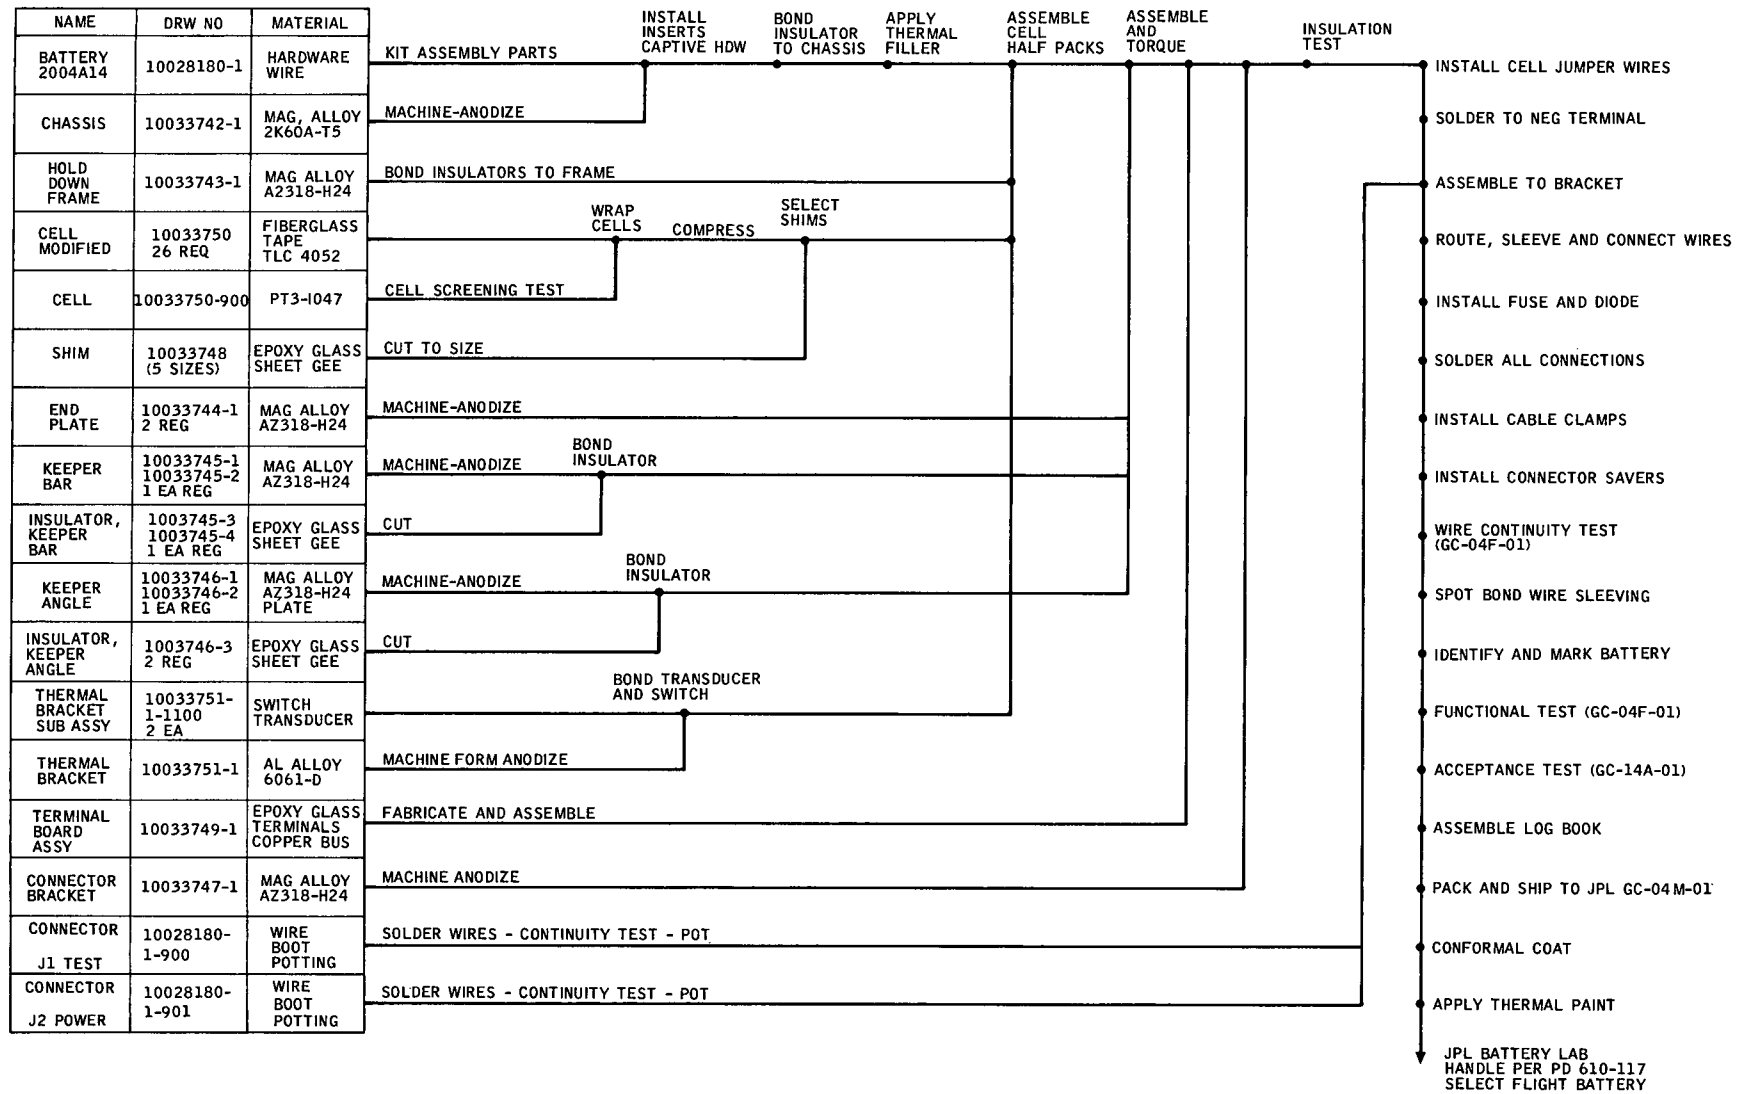 NAME
DRW NO
MATERIAL
BATTERY
2004A14
10028180-1
HARDWARE
WIRE
KIT ASSEMBLY PARTS
INSTALL
INSERTS
CAPTIVE HDW
BOND
INSULATOR
TO CHASSIS
APPLY
THERMAL
FILLER
ASSEMBLE
CELL
HALF PACKS
ASSEMBLE
AND
TORQUE
INSULATION
TEST
CHASSIS
10033742-1
MAG, ALLOY
2K60A-T5
MACHINE-ANODIZE
HOLD
DOWN
FRAME
10033743-1
MAG ALLOY
A2318-H24
BOND INSULATORS TO FRAME
CELL
MODIFIED
10033750
26 REQ
FIBERGLASS
TAPE
TLC 4052
WRAP
CELLS
COMPRESS
SELECT
SHIMS
CELL
10033750-900
PT3-1047
CELL SCREENING TEST
SHIM
10033748
(5 SIZES)
EPOXY GLASS
SHEET GEE
CUT TO SIZE
END
PLATE
10033744-1
2 REG
MAG ALLOY
AZ318-H24
MACHINE-ANODIZE
KEEPER
BAR
10033745-1
10033745-2
1 EA REG
MAG ALLOY
AZ318-H24
MACHINE-ANODIZE
BOND
INSULATOR
INSULATOR,
KEEPER
BAR
1003745-3
1003745-4
1 EA REG
EPOXY GLASS
SHEET GEE
CUT
KEEPER
ANGLE
10033746-1
10033746-2
1 EA REG
MAG ALLOY
AZ318-H24
PLATE
MACHINE-ANODIZE
BOND
INSULATOR
INSULATOR,
KEEPER
ANGLE
1003746-3
2 REG
EPOXY GLASS
SHEET GEE
CUT
THERMAL
BRACKET
SUB ASSY
10033751-
1-1100
2 EA
SWITCH
TRANSDUCER
BOND TRANSDUCER
AND SWITCH
THERMAL
BRACKET
10033751-1
AL ALLOY
6061-D
MACHINE FORM ANODIZE
TERMINAL
BOARD
ASSY
10033749-1
EPOXY GLASS
TERMINALS
COPPER BUS
FABRICATE AND ASSEMBLE
CONNECTOR
BRACKET
10033747-1
MAG ALLOY
AZ318-H24
MACHINE ANODIZE
CONNECTOR
J1 TEST
10028180-
1-900
WIRE
BOOT
POTTING
SOLDER WIRES - CONTINUITY TEST - POT
CONNECTOR
J2 POWER
10028180-
1-901
WIRE
BOOT
POTTING
SOLDER WIRES - CONTINUITY TEST - POT
INSTALL CELL JUMPER WIRES
SOLDER TO NEG TERMINAL
ASSEMBLE TO BRACKET
ROUTE, SLEEVE AND CONNECT WIRES
INSTALL FUSE AND DIODE
SOLDER ALL CONNECTIONS
INSTALL CABLE CLAMPS
INSTALL CONNECTOR SAVERS
WIRE CONTINUITY TEST
(GC-04F-01)
SPOT BOND WIRE SLEEVING
IDENTIFY AND MARK BATTERY
FUNCTIONAL TEST (GC-04F-01)
ACCEPTANCE TEST (GC-14A-01)
ASSEMBLE LOG BOOK
PACK AND SHIP TO JPL GC-04M-01
CONFORMAL COAT
APPLY THERMAL PAINT
JPL BATTERY LAB
HANDLE PER PD 610-117
SELECT FLIGHT BATTERY